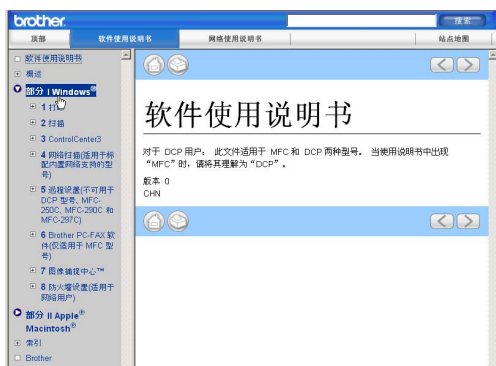 brother.
搜索
顶部
软件使用说明书
网络使用说明书
站点地图
软件使用说明书
概述
部分 I Windows®
1 打印
2 扫描
3 ControlCenter3
4 网络扫描(适用于标
配内置网络支持的型
号)
5 远程设置(不可用于
DCP 型号、MFC-
250C, MFC-290C 和
MFC-297C)
6 Brother PC-FAX 软
件(仅适用于 MFC 型
号)
7 图像捕捉中心™
8 防火墙设置(适用于
网络用户)
部分 II Apple®
Macintosh®
索引
Brother
软件使用说明书
对于 DCP 用户： 此文件适用于 MFC 和 DCP 两种型号。 当使用说明书中出现
“MFC”时，请将其理解为“DCP”。
版本 0
CHN